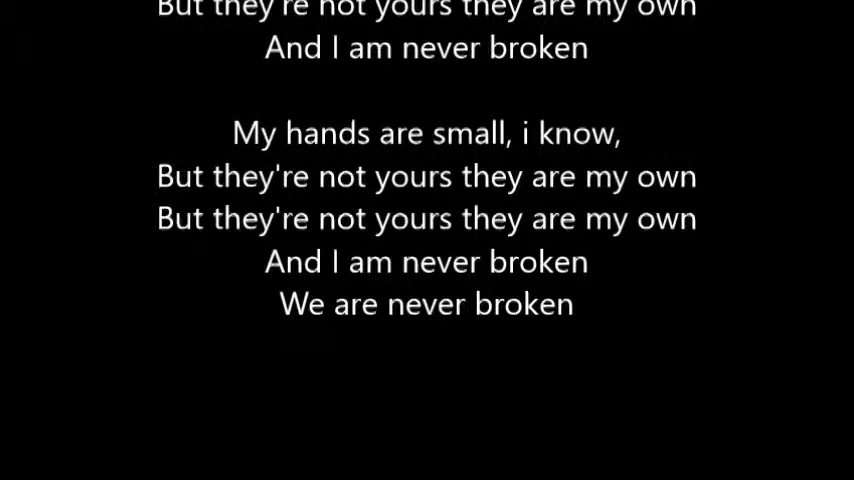 But they're not yours they are my own
And I am never broken
My hands are small, i know,
But they're not yours they are my own
But they're not yours they are my own
And I am never broken
We are never broken